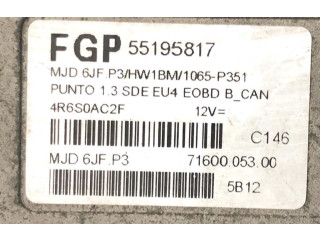 FGP 55195817
MJD 6JF.P3/HW1BM/1065-P351
PUNTO 1.3 SDE EU4 EOBD B_CAN
4R6S0AC2F 12V=
C146
MJD 6JF.P3 71600.053.00
5B12